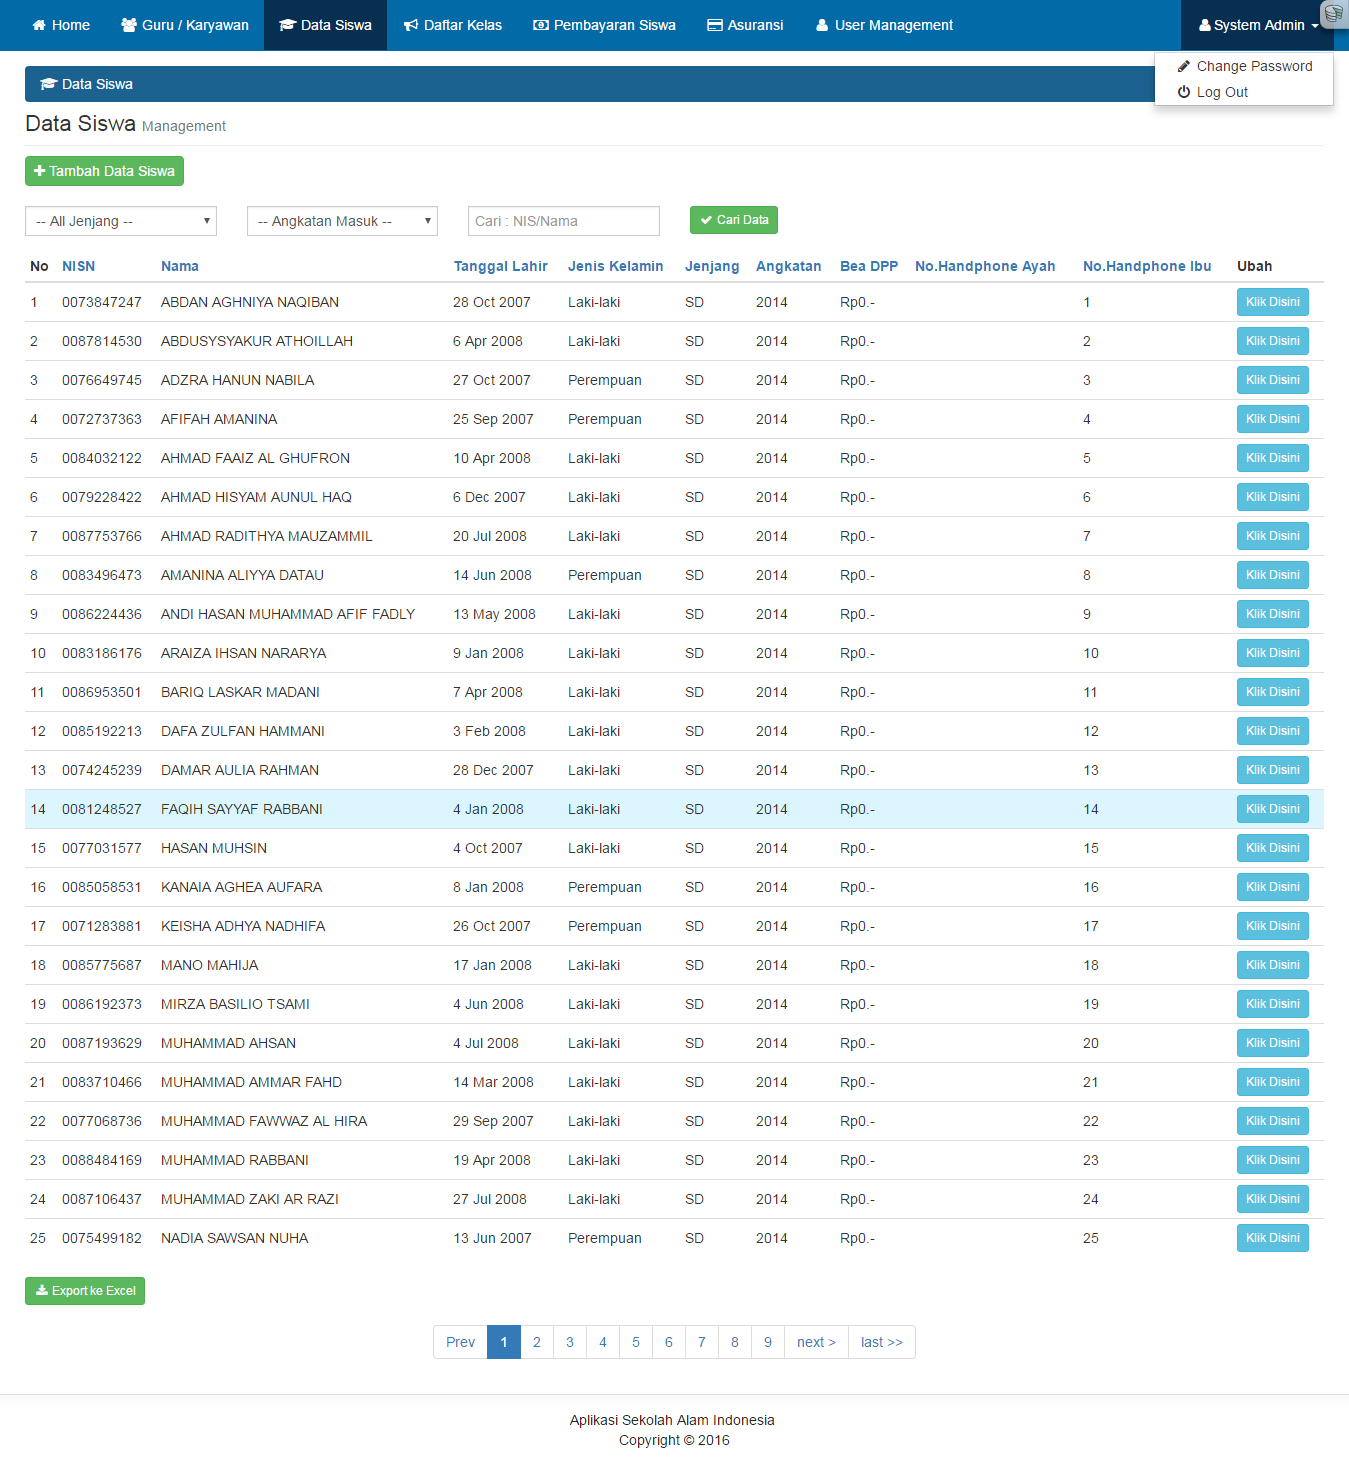 Home Guru / Karyawan Data Siswa Daftar Kelas Pembayaran Siswa Asuransi User Management System Admin
Change Password
Log Out
Data Siswa
Data Siswa Management
Tambah Data Siswa
-- All Jenjang -- -- Angkatan Masuk -- Cari : NIS/Nama Cari Data
No NISN Nama Tanggal Lahir Jenis Kelamin Jenjang Angkatan Bea DPP No.Handphone Ayah No.Handphone Ibu Ubah
1 0073847247 ABDAN AGHNIYA NAQIBAN 28 Oct 2007 Laki-laki SD 2014 Rp0.- 1 Klik Disini
2 0087814530 ABDUSYSYAKUR ATHOILLAH 6 Apr 2008 Laki-laki SD 2014 Rp0.- 2 Klik Disini
3 0076649745 ADZRA HANUN NABILA 27 Oct 2007 Perempuan SD 2014 Rp0.- 3 Klik Disini
4 0072737363 AFIFAH AMANINA 25 Sep 2007 Perempuan SD 2014 Rp0.- 4 Klik Disini
5 0084032122 AHMAD FAAIZ AL GHUFRON 10 Apr 2008 Laki-laki SD 2014 Rp0.- 5 Klik Disini
6 0079228422 AHMAD HISYAM AUNUL HAQ 6 Dec 2007 Laki-laki SD 2014 Rp0.- 6 Klik Disini
7 0087753766 AHMAD RADITHYA MAUZAMMIL 20 Jul 2008 Laki-laki SD 2014 Rp0.- 7 Klik Disini
8 0083496473 AMANINA ALIYYA DATAU 14 Jun 2008 Perempuan SD 2014 Rp0.- 8 Klik Disini
9 0086224436 ANDI HASAN MUHAMMAD AFIF FADLY 13 May 2008 Laki-laki SD 2014 Rp0.- 9 Klik Disini
10 0083186176 ARAIZA IHSAN NARARYA 9 Jan 2008 Laki-laki SD 2014 Rp0.- 10 Klik Disini
11 0086953501 BARIQ LASKAR MADANI 7 Apr 2008 Laki-laki SD 2014 Rp0.- 11 Klik Disini
12 0085192213 DAFA ZULFAN HAMMANI 3 Feb 2008 Laki-laki SD 2014 Rp0.- 12 Klik Disini
13 0074245239 DAMAR AULIA RAHMAN 28 Dec 2007 Laki-laki SD 2014 Rp0.- 13 Klik Disini
14 0081248527 FAQIH SAYYAF RABBANI 4 Jan 2008 Laki-laki SD 2014 Rp0.- 14 Klik Disini
15 0077031577 HASAN MUHSIN 4 Oct 2007 Laki-laki SD 2014 Rp0.- 15 Klik Disini
16 0085058531 KANAIA AGHEA AUFARA 8 Jan 2008 Perempuan SD 2014 Rp0.- 16 Klik Disini
17 0071283881 KEISHA ADHYA NADHIFA 26 Oct 2007 Perempuan SD 2014 Rp0.- 17 Klik Disini
18 0085775687 MANO MAHIJA 17 Jan 2008 Laki-laki SD 2014 Rp0.- 18 Klik Disini
19 0086192373 MIRZA BASILIO TSAMI 4 Jun 2008 Laki-laki SD 2014 Rp0.- 19 Klik Disini
20 0087193629 MUHAMMAD AHSAN 4 Jul 2008 Laki-laki SD 2014 Rp0.- 20 Klik Disini
21 0083710466 MUHAMMAD AMMAR FAHD 14 Mar 2008 Laki-laki SD 2014 Rp0.- 21 Klik Disini
22 0077068736 MUHAMMAD FAWWAZ AL HIRA 29 Sep 2007 Laki-laki SD 2014 Rp0.- 22 Klik Disini
23 0088484169 MUHAMMAD RABBANI 19 Apr 2008 Laki-laki SD 2014 Rp0.- 23 Klik Disini
24 0087106437 MUHAMMAD ZAKI AR RAZI 27 Jul 2008 Laki-laki SD 2014 Rp0.- 24 Klik Disini
25 0075499182 NADIA SAWSAN NUHA 13 Jun 2007 Perempuan SD 2014 Rp0.- 25 Klik Disini
Export ke Excel
Prev 1 2 3 4 5 6 7 8 9 next > last >>
Aplikasi Sekolah Alam Indonesia
Copyright © 2016